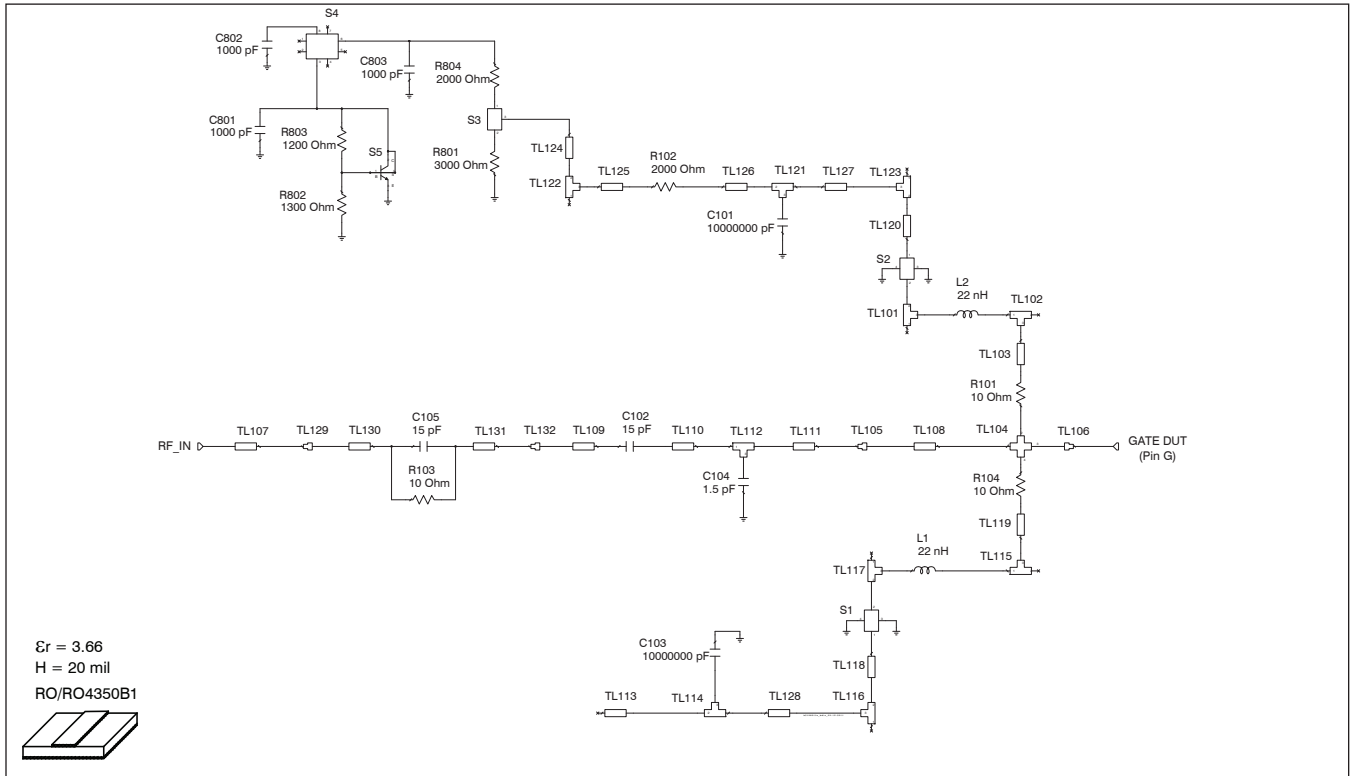 S4
C802
1000 pF
C803
1000 pF
R804
2000 Ohm
C801
1000 pF
R803
1200 Ohm
S5
S3
R801
3000 Ohm
R802
1300 Ohm
TL124
TL122
TL125
R102
2000 Ohm
TL126
TL121
TL127
TL123
C101
10000000 pF
TL120
S2
TL101
L2
22 nH
TL102
TL103
R101
10 Ohm
RF_IN
TL107
TL129
TL130
C105
15 pF
R103
10 Ohm
TL131
TL132
TL109
C102
15 pF
TL110
TL112
C104
1.5 pF
TL111
TL105
TL108
TL104
TL106
GATE DUT
(Pin G)
R104
10 Ohm
TL119
L1
22 nH
TL115
TL117
S1
TL118
C103
10000000 pF
TL113
TL114
TL128
TL116
Ɛr = 3.66
H = 20 mil
RO/RO4350B1